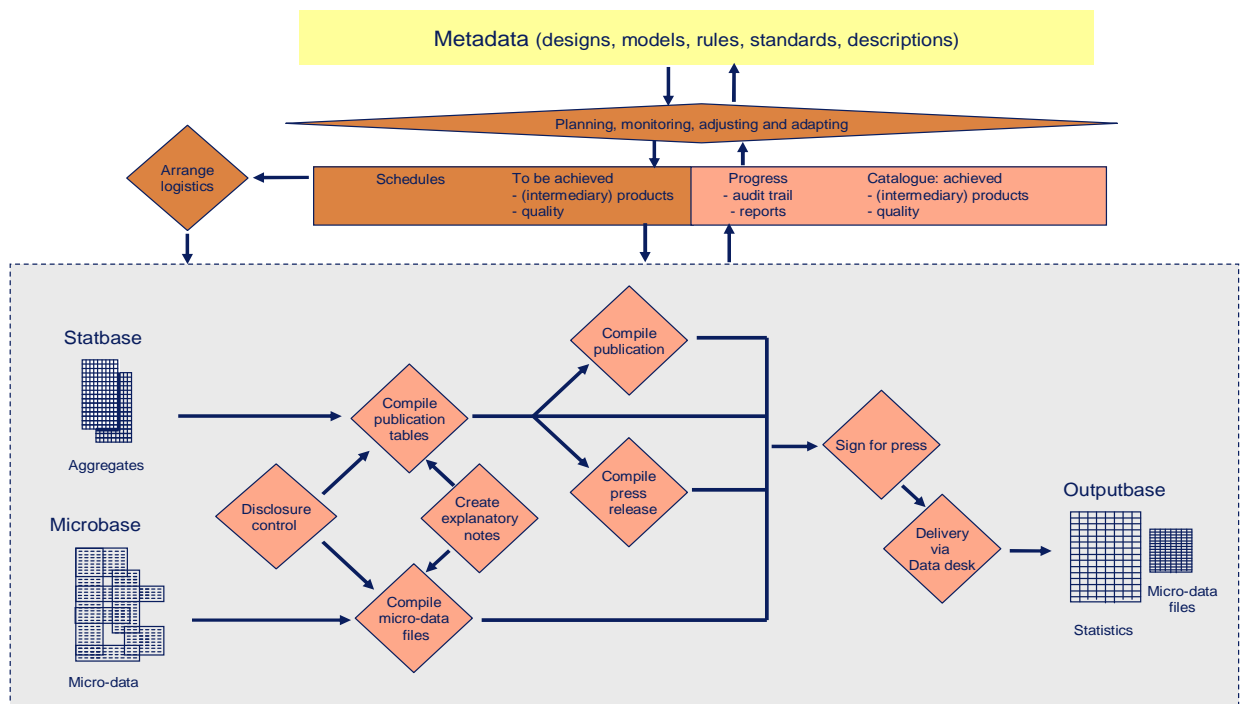 Metadata (designs, models, rules, standards, descriptions)
Planning, monitoring, adjusting and adapting
Arrange
logistics
Schedules
To be achieved
- (intermediary) products
- quality
Progress
- audit trail
- reports
Catalogue: achieved
- (intermediary) products
- quality
Statbase
Aggregates
Microbase
Micro-data
Disclosure
control
Compile
publication
tables
Create
explanatory
notes
Compile
micro-data
files
Compile
publication
Compile
press
release
Sign for press
Delivery
via
Data desk
Outputbase
Statistics
Micro-data
files